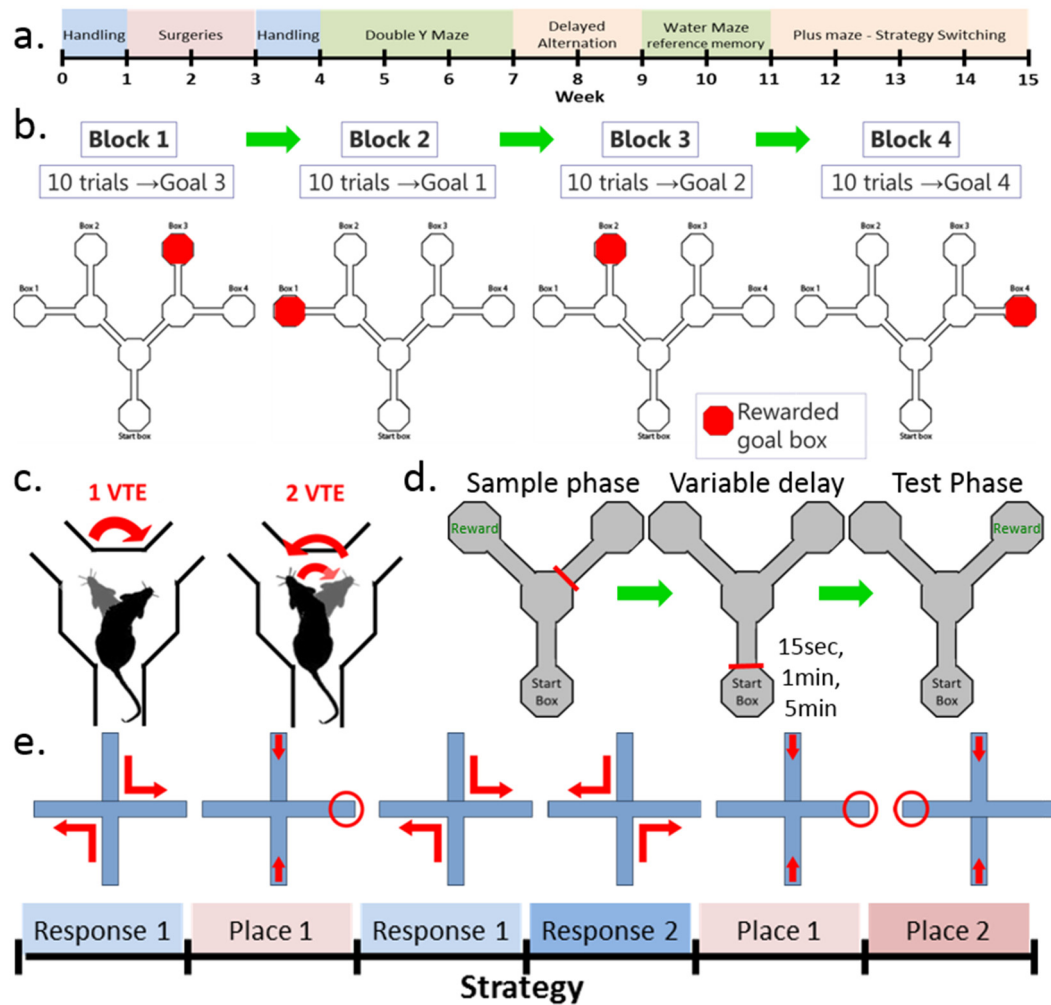 a.
Handling
Surgeries
Handling
Double Y Maze
Delayed
Alternation
Water Maze
reference memory
Plus maze - Strategy Switching
0 1 2 3 4 5 6 7 8 9 10 11 12 13 14 15
Week
b.
Block 1
Block 2
Block 3
Block 4
10 trials →Goal 3
10 trials →Goal 1
10 trials →Goal 2
10 trials →Goal 4
Box 2
Box 3
Box 1
Box 4
Start box
Box 2
Box 3
Box 1
Box 4
Start box
Box 2
Box 3
Box 1
Box 4
Start box
Box 2
Box 3
Box 1
Box 4
Start box
Rewarded
goal box
c.
1 VTE
2 VTE
d.
Sample phase
Variable delay
Test Phase
Reward
Reward
Start
Box
Start
Box
15sec,
1min,
5min
Start
Box
e.
Response 1
Place 1
Response 1
Response 2
Place 1
Place 2
Strategy